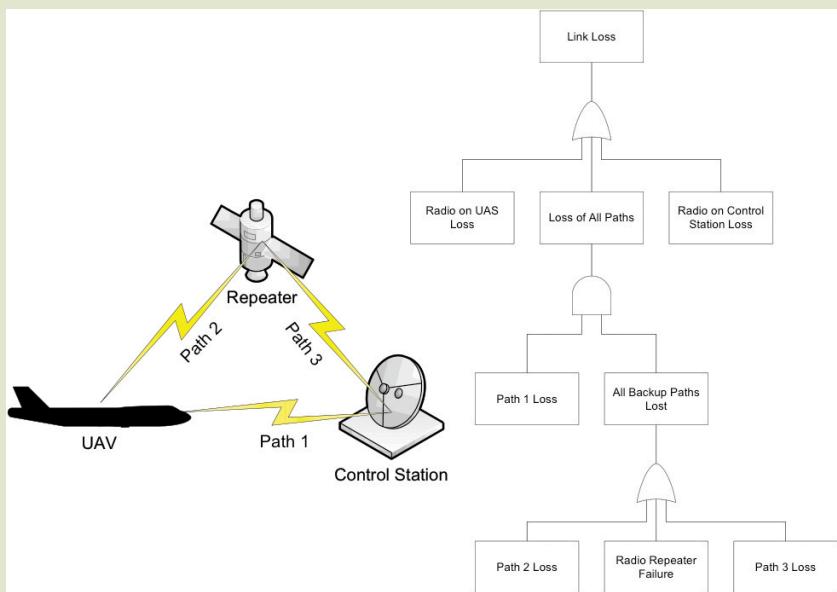 Repeater
Path 2
Path 3
Path 1
UAV
Control Station
Link Loss
Radio on UAS
Loss
Loss of All Paths
Radio on Control
Station Loss
Path 1 Loss
All Backup Paths
Lost
Path 2 Loss
Radio Repeater
Failure
Path 3 Loss